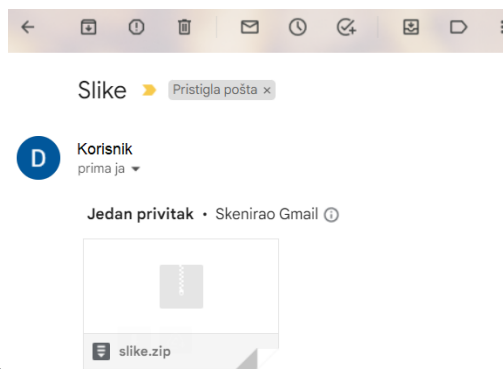 Slike
Pristigla pošta ×
D
Korisnik
prima ja
Jedan privitak • Skenirao Gmail
slike.zip